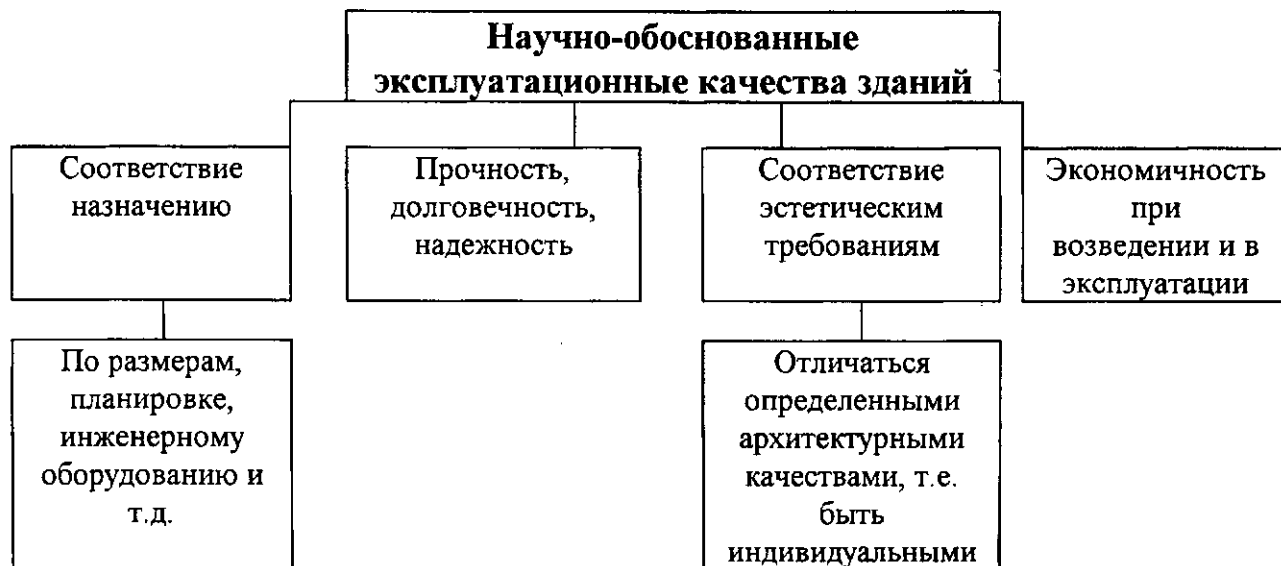 Научно-обоснованные
эксплуатационные качества зданий
Соответствие
назначению
Прочность,
долговечность,
надежность
Соответствие
эстетическим
требованиям
Экономичность
при
возведении и в
эксплуатации
По размерам,
планировке,
инженерному
оборудованию и
т.д.
Отличаться
определенными
архитектурными
качествами, т.е.
быть
индивидуальными